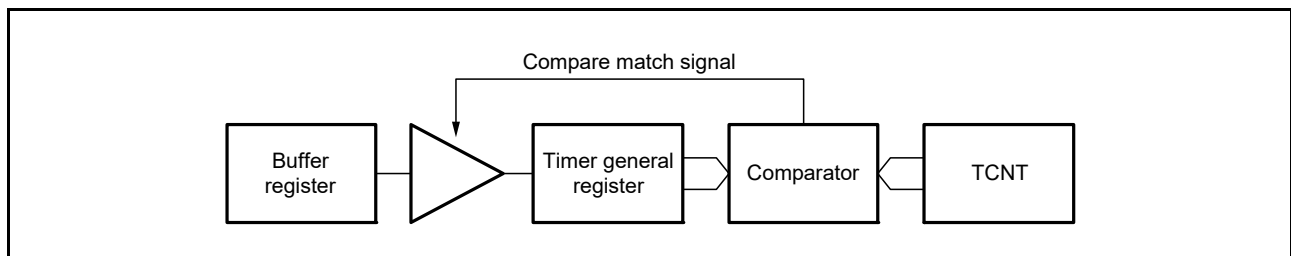 Compare match signal
Buffer
register
Timer general
register
Comparator
TCNT